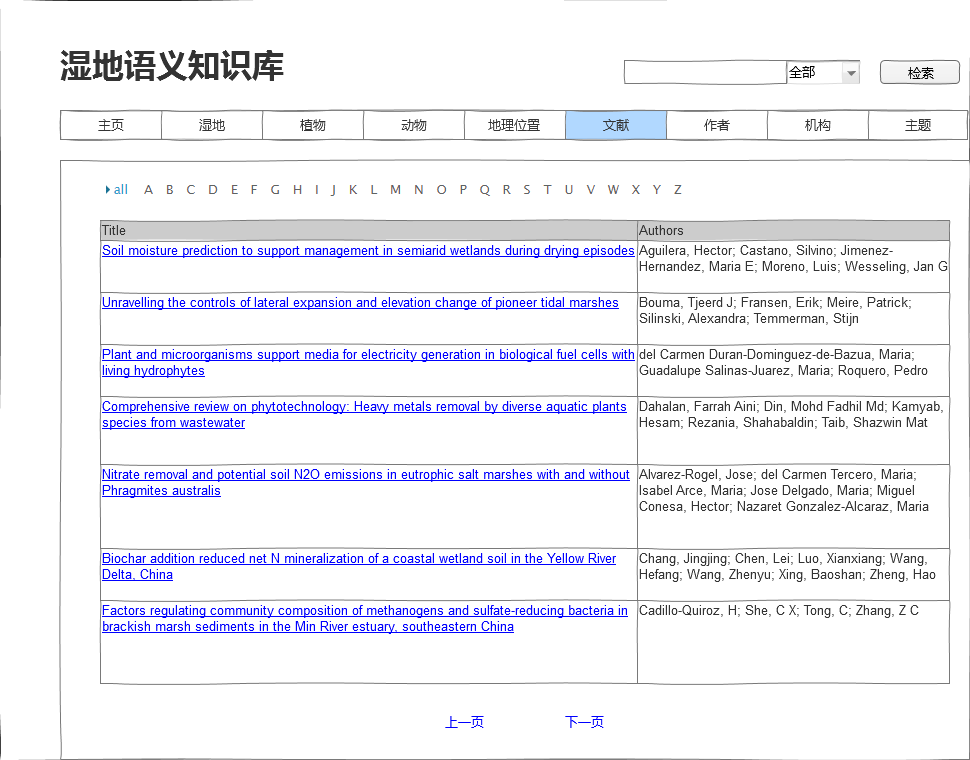 湿地语义知识库
全部
检索
主页 湿地 植物 动物 地理位置 文献 作者 机构 主题
all A B C D E F G H I J K L M N O P Q R S T U V W X Y Z
Title Authors
Soil moisture prediction to support management in semiarid wetlands during drying episodes
Aguilera, Hector; Castano, Silvino; Jimenez-
Hernandez, Maria E; Moreno, Luis; Wesseling, Jan G
Unravelling the controls of lateral expansion and elevation change of pioneer tidal marshes
Bouma, Tjeerd J; Fransen, Erik; Meire, Patrick;
Silinski, Alexandra; Temmerman, Stijn
Plant and microorganisms support media for electricity generation in biological fuel cells with
living hydrophytes
del Carmen Duran-Dominguez-de-Bazua, Maria;
Guadalupe Salinas-Juarez, Maria; Roquero, Pedro
Comprehensive review on phytotechnology: Heavy metals removal by diverse aquatic plants
species from wastewater
Dahalan, Farrah Aini; Din, Mohd Fadhil Md; Kamyab,
Hesam; Rezania, Shahabaldin; Taib, Shazwin Mat
Nitrate removal and potential soil N2O emissions in eutrophic salt marshes with and without
Phragmites australis
Alvarez-Rogel, Jose; del Carmen Tercero, Maria;
Isabel Arce, Maria; Jose Delgado, Maria; Miguel
Conesa, Hector; Nazaret Gonzalez-Alcaraz, Maria
Biochar addition reduced net N mineralization of a coastal wetland soil in the Yellow River
Delta, China
Chang, Jingjing; Chen, Lei; Luo, Xianxiang; Wang,
Hefang; Wang, Zhenyu; Xing, Baoshan; Zheng, Hao
Factors regulating community composition of methanogens and sulfate-reducing bacteria in
brackish marsh sediments in the Min River estuary, southeastern China
Cadillo-Quiroz, H; She, C X; Tong, C; Zhang, Z C
上一页 下一页